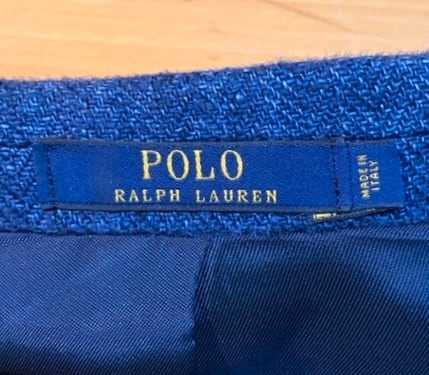 POLO
RALPH LAUREN
MADE IN
ITALY